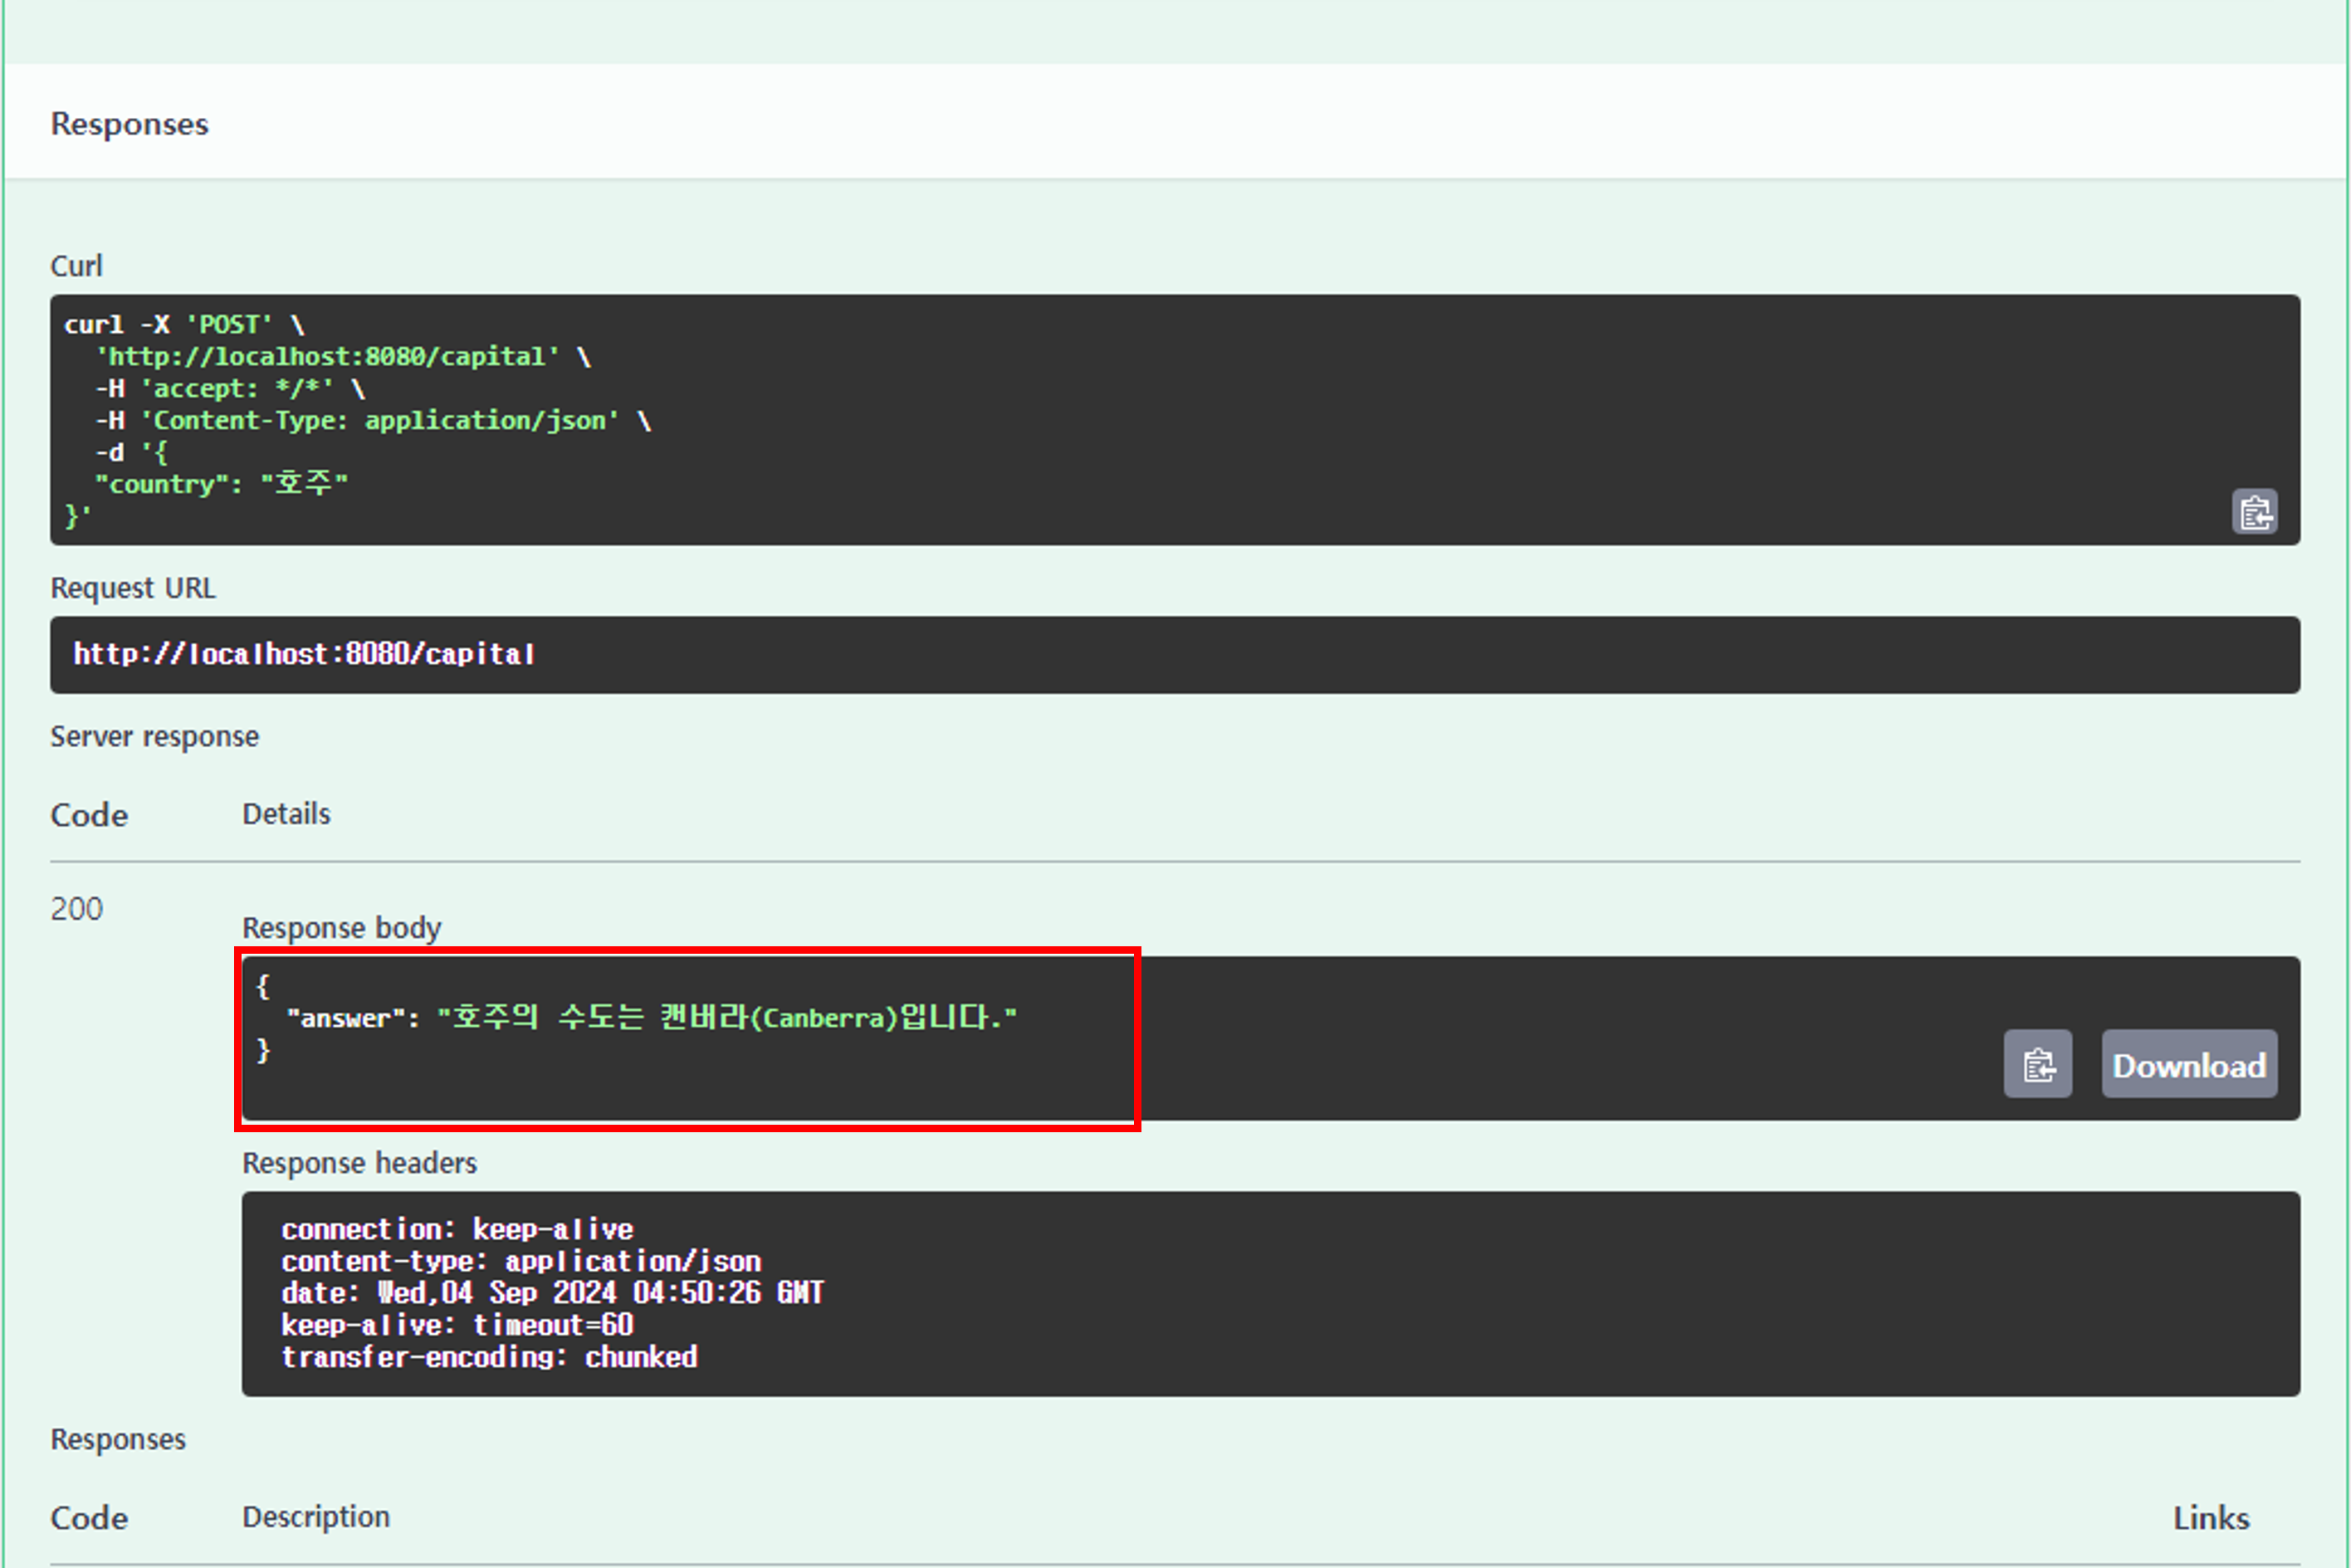 Responses
Curl
curl -X 'POST' \
'http://localhost:8080/capital' \
-H 'accept: */*' \
-H 'Content-Type: application/json' \
-d '{
"country": "호주"
}'
Request URL
http://localhost:8080/capital
Server response
Code Details
200
Response body
{
"answer": "호주의 수도는 캔버라(Canberra)입니다."
}
Download
Response headers
connection: keep-alive
content-type: application/json
date: Wed,04 Sep 2024 04:50:26 GMT
keep-alive: timeout=60
transfer-encoding: chunked
Responses
Code Description Links